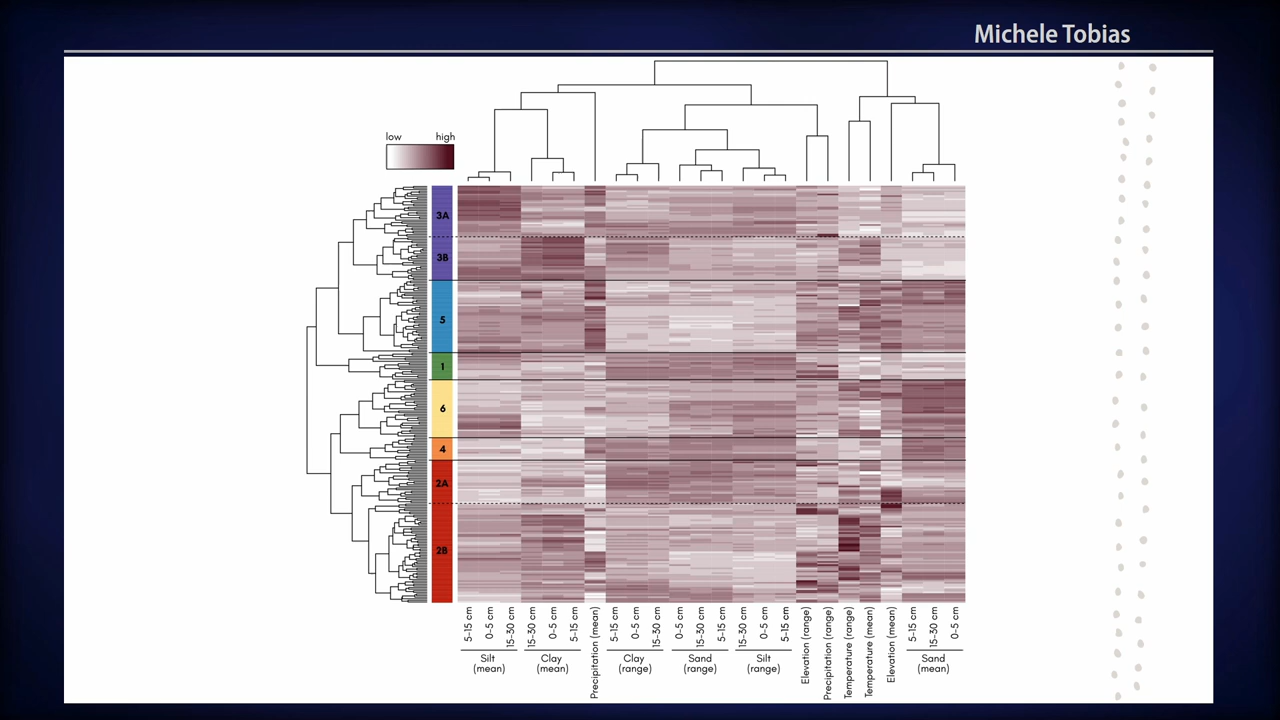 Michele Tobias
low high
3A
3B
5
1
6
4
2A
2B
5-15 cm
0-5 cm
15-30 cm
15-30 cm
0-5 cm
5-15 cm
Precipitation (mean)
5-15 cm
0-5 cm
15-30 cm
0-5 cm
15-30 cm
5-15 cm
15-30 cm
0-5 cm
5-15 cm
Elevation (range)
Precipitation (range)
Temperature (range)
Temperature (mean)
Elevation (mean)
5-15 cm
15-30 cm
0-5 cm
Silt
(mean)
Clay
(mean)
Clay
(range)
Sand
(range)
Silt
(range)
Sand
(mean)